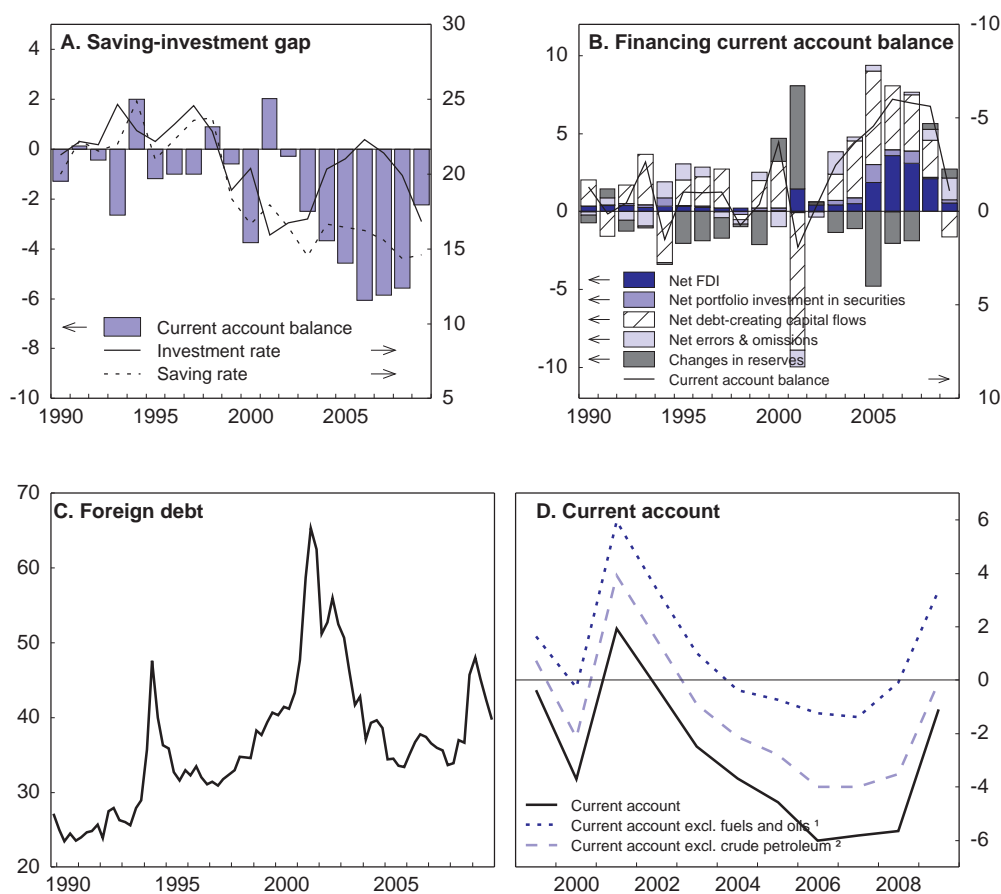 A. Saving-investment gap
4
2
0
-2
-4
-6
-8
-10
30
25
20
15
10
5
Current account balance
Investment rate
Saving rate
1990 1995 2000 2005
B. Financing current account balance
10
5
0
-5
-10
-10
-5
0
5
10
Net FDI
Net portfolio investment in securities
Net debt-creating capital flows
Net errors & omissions
Changes in reserves
Current account balance
1990 1995 2000 2005
C. Foreign debt
70
60
50
40
30
20
1990 1995 2000 2005
D. Current account
6
4
2
0
-2
-4
-6
Current account
Current account excl. fuels and oils ¹
Current account excl. crude petroleum ²
2000 2002 2004 2006 2008